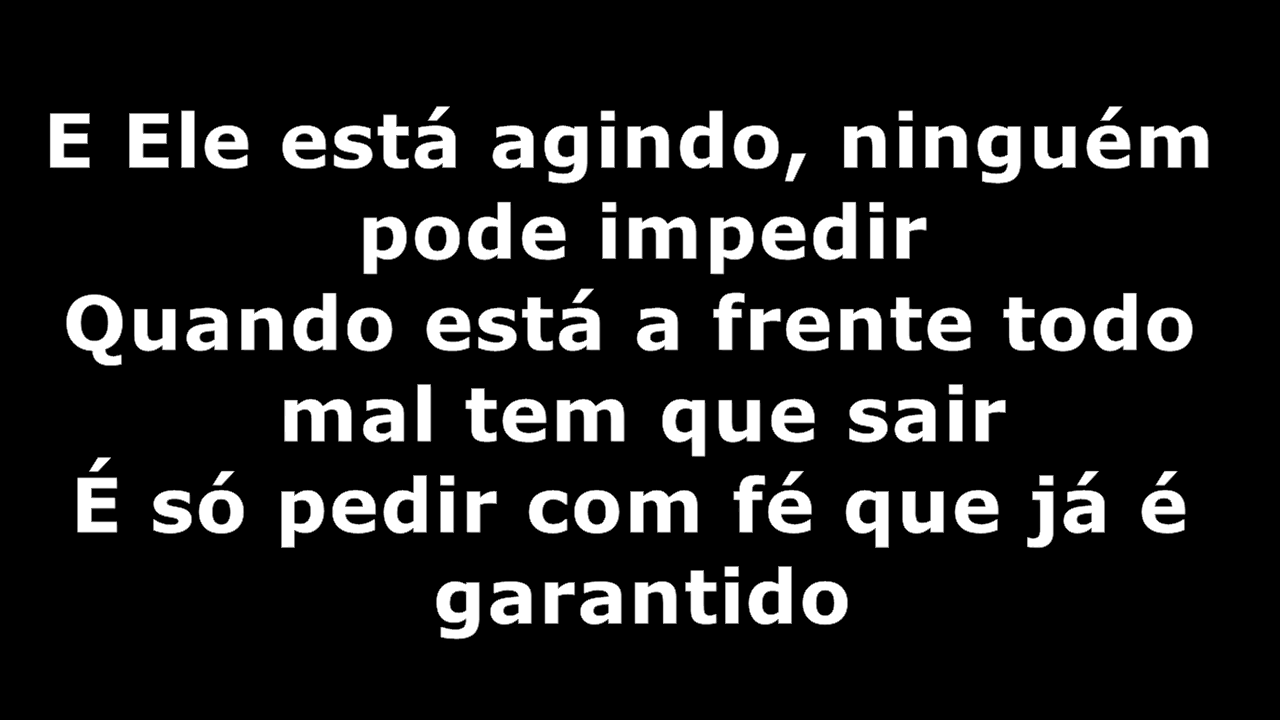 E Ele está agindo, ninguém
pode impedir
Quando está a frente todo
mal tem que sair
É só pedir com fé que já é
garantido